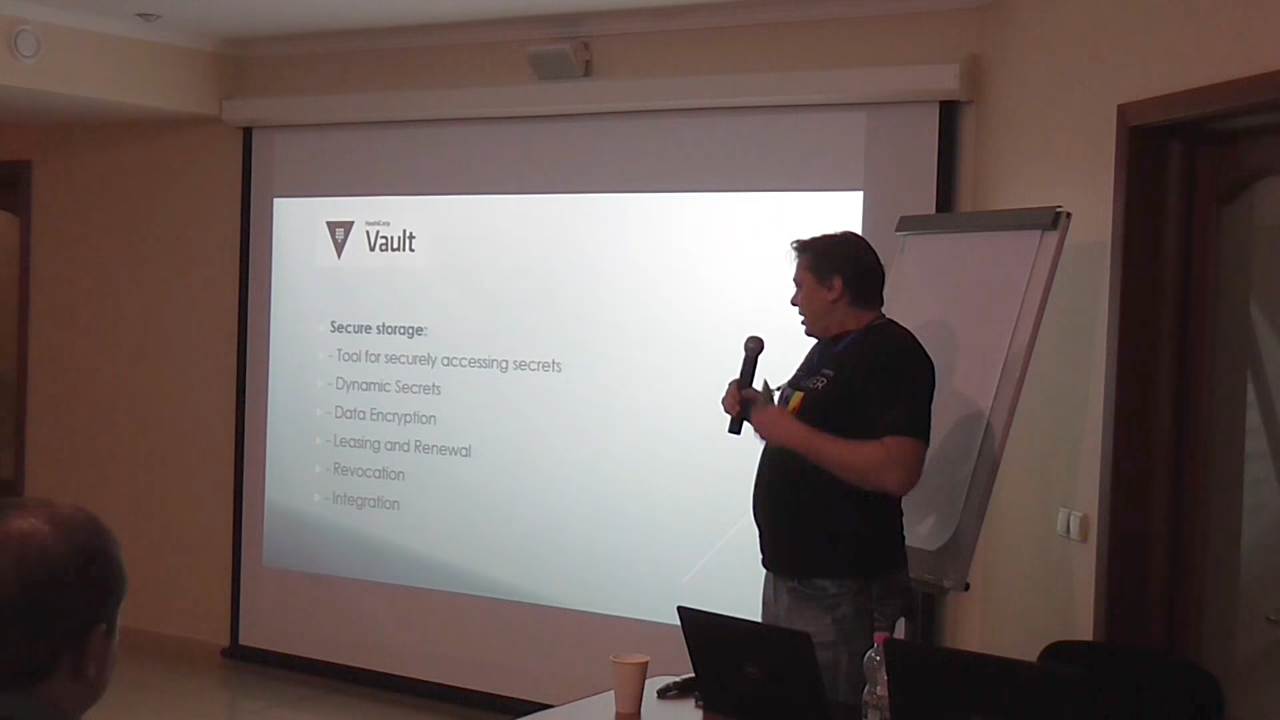 HashiCorp
Vault
Secure storage:
- Tool for securely accessing secrets
- Dynamic Secrets
- Data Encryption
- Leasing and Renewal
- Revocation
- Integration